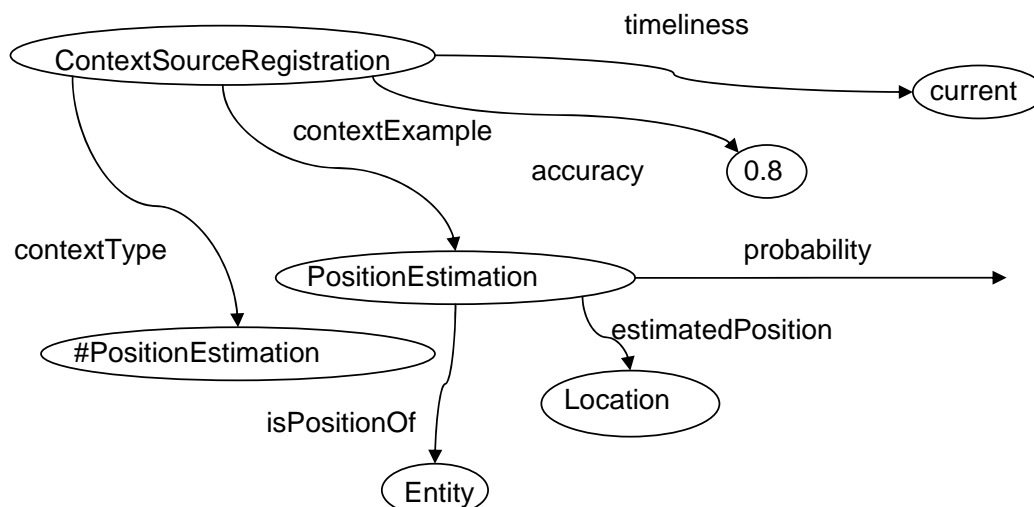 timeliness
ContextSourceRegistration
current
contextExample
accuracy
0.8
contextType
probability
PositionEstimation
estimatedPosition
#PositionEstimation
Location
isPositionOf
Entity